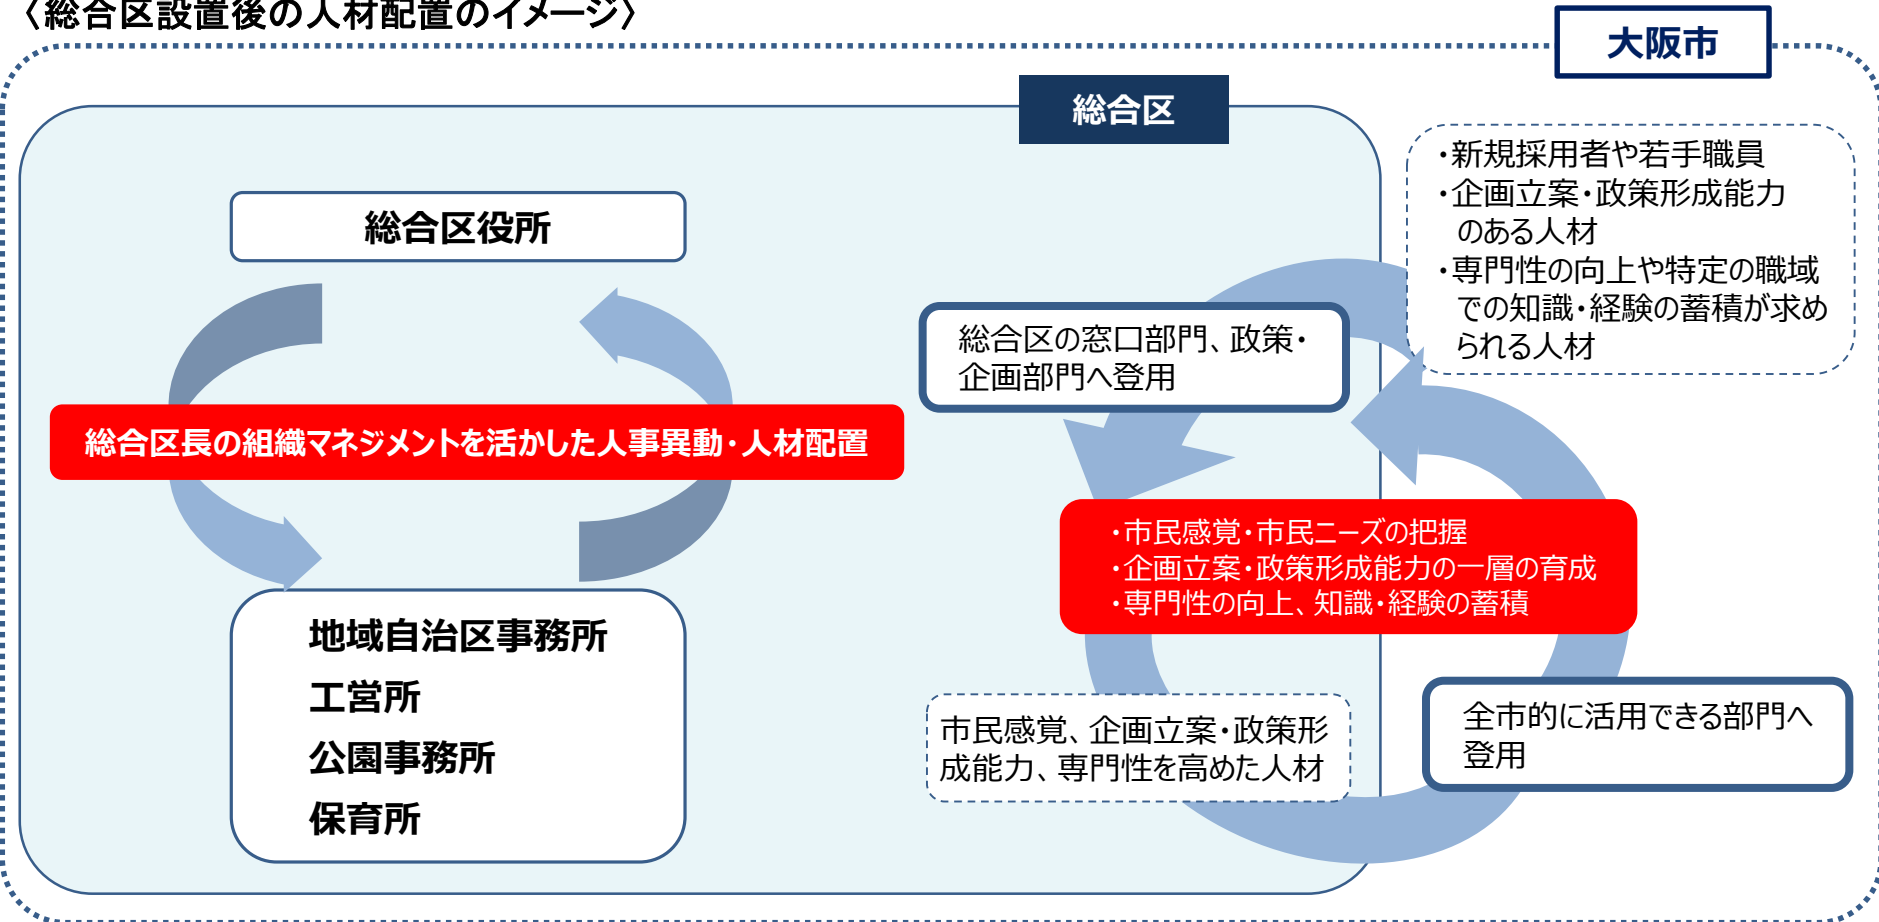 〈総合区設置後の人材配置のイメージ〉
大阪市
総合区
総合区役所
総合区長の組織マネジメントを活かした人事異動・人材配置
地域自治区事務所
工営所
公園事務所
保育所
・新規採用者や若手職員
・企画立案・政策形成能力
のある人材
・専門性の向上や特定の職域
での知識・経験の蓄積が求め
られる人材
総合区の窓口部門、政策・
企画部門へ登用
・市民感覚・市民ニーズの把握
・企画立案・政策形成能力の一層の育成
・専門性の向上、知識・経験の蓄積
市民感覚、企画立案・政策形
成能力、専門性を高めた人材
全市的に活用できる部門へ
登用